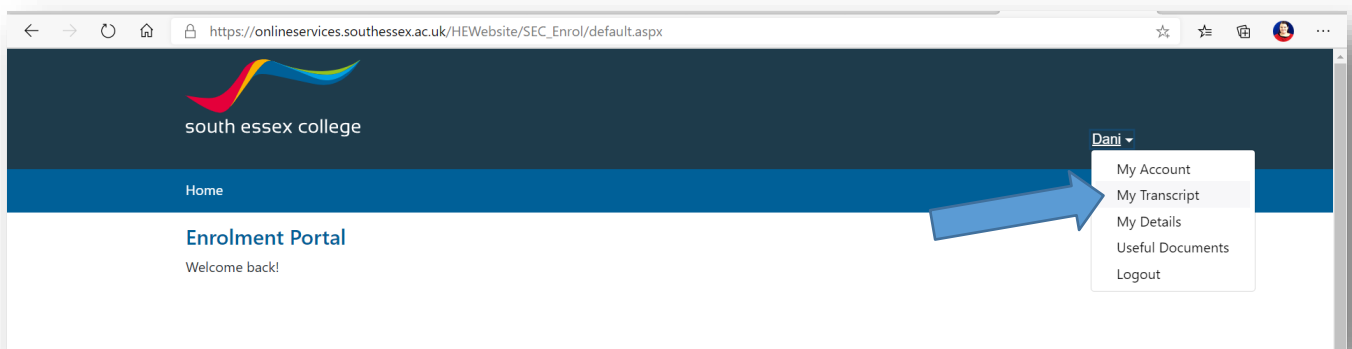 https://onlineservices.southessex.ac.uk/HEWebsite/SEC_Enrol/default.aspx
south essex college
Dani
My Account
Home
My Transcript
My Details
Enrolment Portal
Useful Documents
Welcome back!
Logout